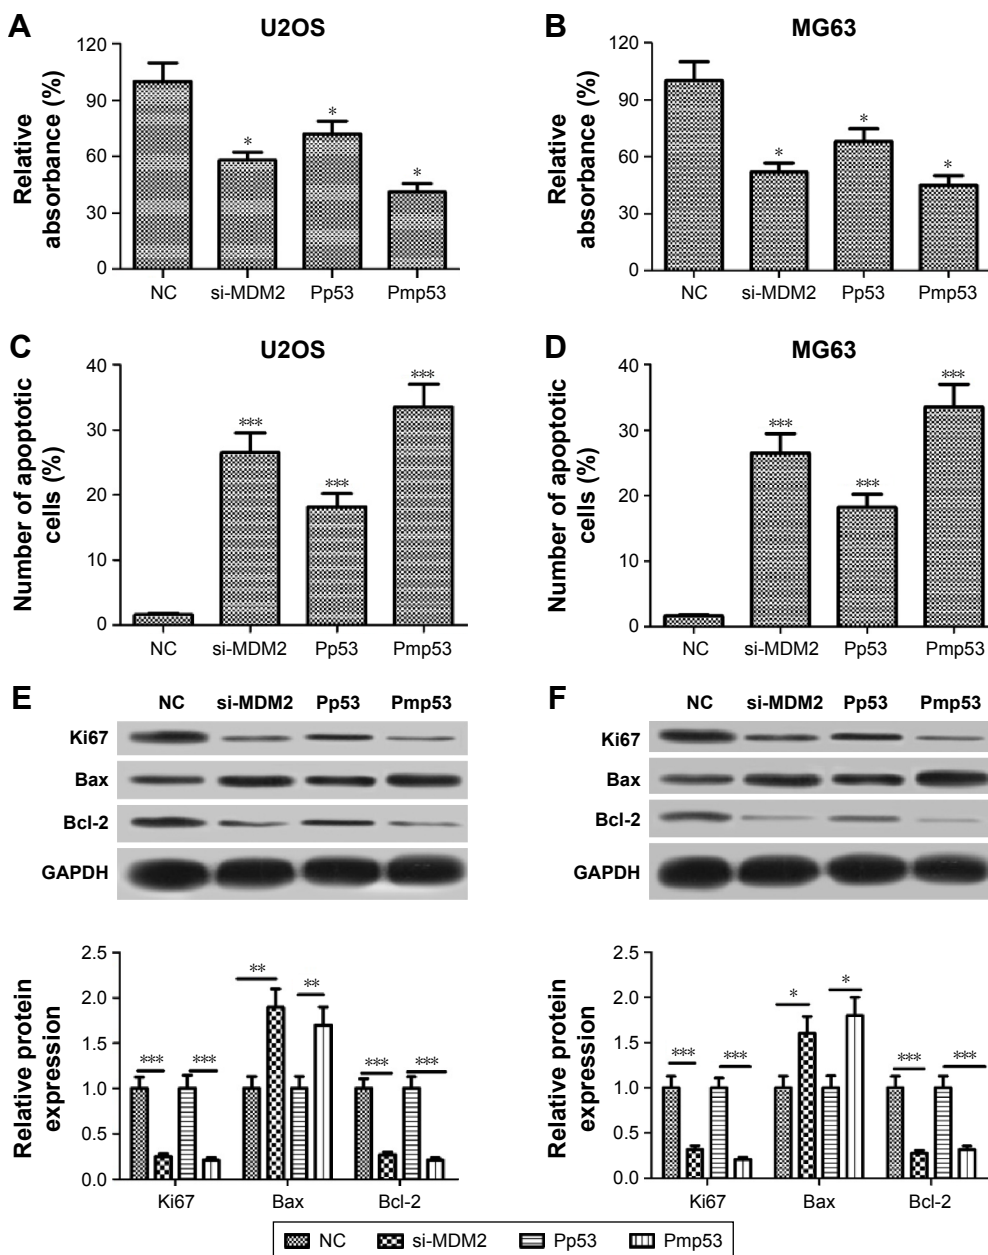 A
U2OS
Relative
absorbance (%)
120
90
60
30
0
*
*
*
NC si-MDM2 Pp53 Pmp53
B
MG63
Relative
absorbance (%)
120
90
60
30
0
*
*
*
NC si-MDM2 Pp53 Pmp53
C
U2OS
Number of apoptotic
cells (%)
40
30
20
10
0
***
***
***
NC si-MDM2 Pp53 Pmp53
D
MG63
Number of apoptotic
cells (%)
40
30
20
10
0
***
***
***
NC si-MDM2 Pp53 Pmp53
E
NC si-MDM2 Pp53 Pmp53
Ki67
Bax
Bcl-2
GAPDH
Relative protein
expression
2.5
2.0
1.5
1.0
0.5
0.0
*** *** ** ** *** ***
Ki67 Bax Bcl-2
F
NC si-MDM2 Pp53 Pmp53
Ki67
Bax
Bcl-2
GAPDH
Relative protein
expression
2.5
2.0
1.5
1.0
0.5
0.0
*** *** * * *** ***
Ki67 Bax Bcl-2
NC si-MDM2 Pp53 Pmp53